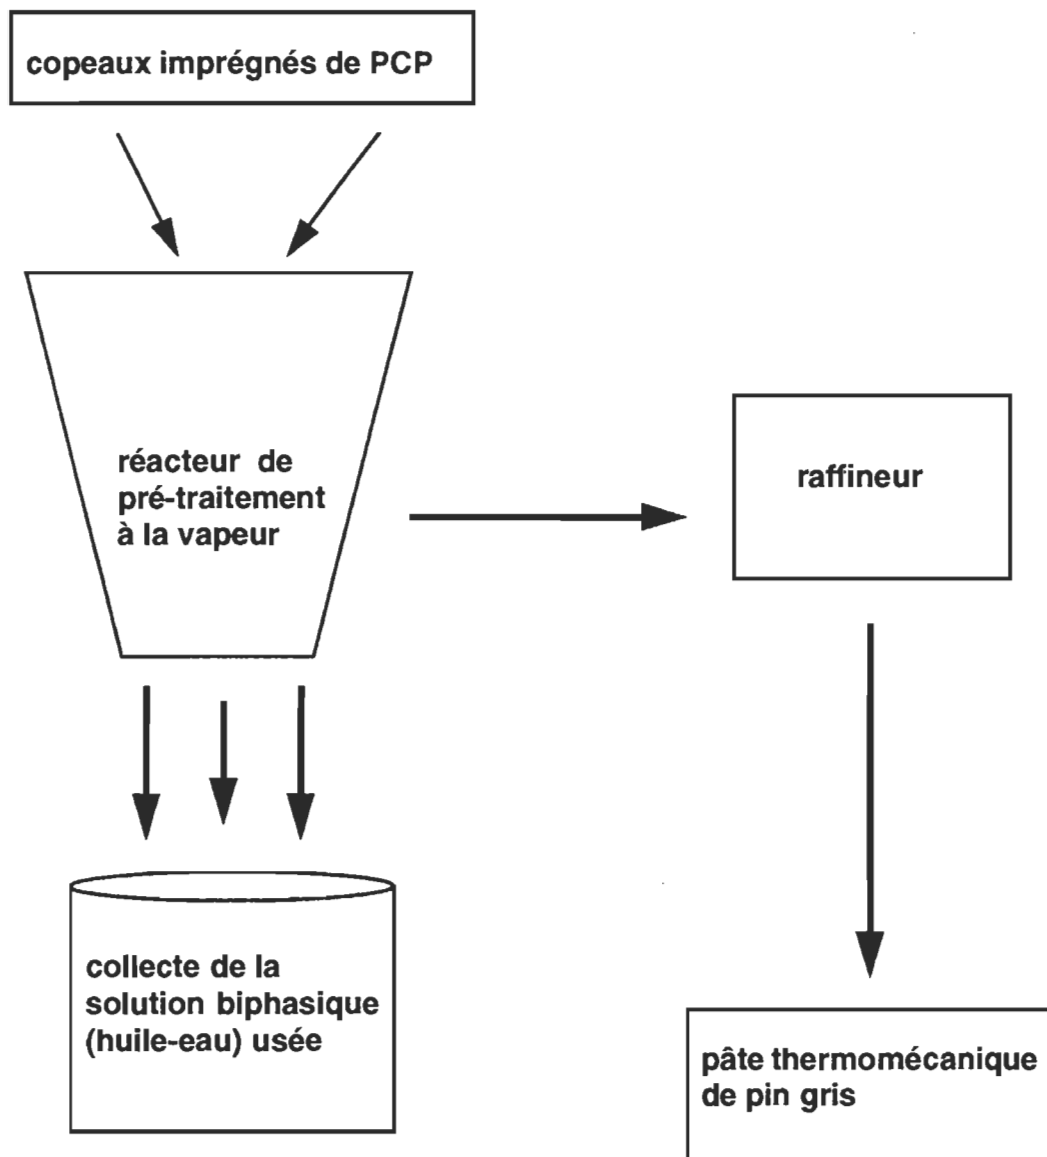 copeaux imprégnés de PCP
réacteur de
pré-traitement
à la vapeur
raffineur
collecte de la
solution biphasique
(huile-eau) usée
pâte thermomécanique
de pin gris